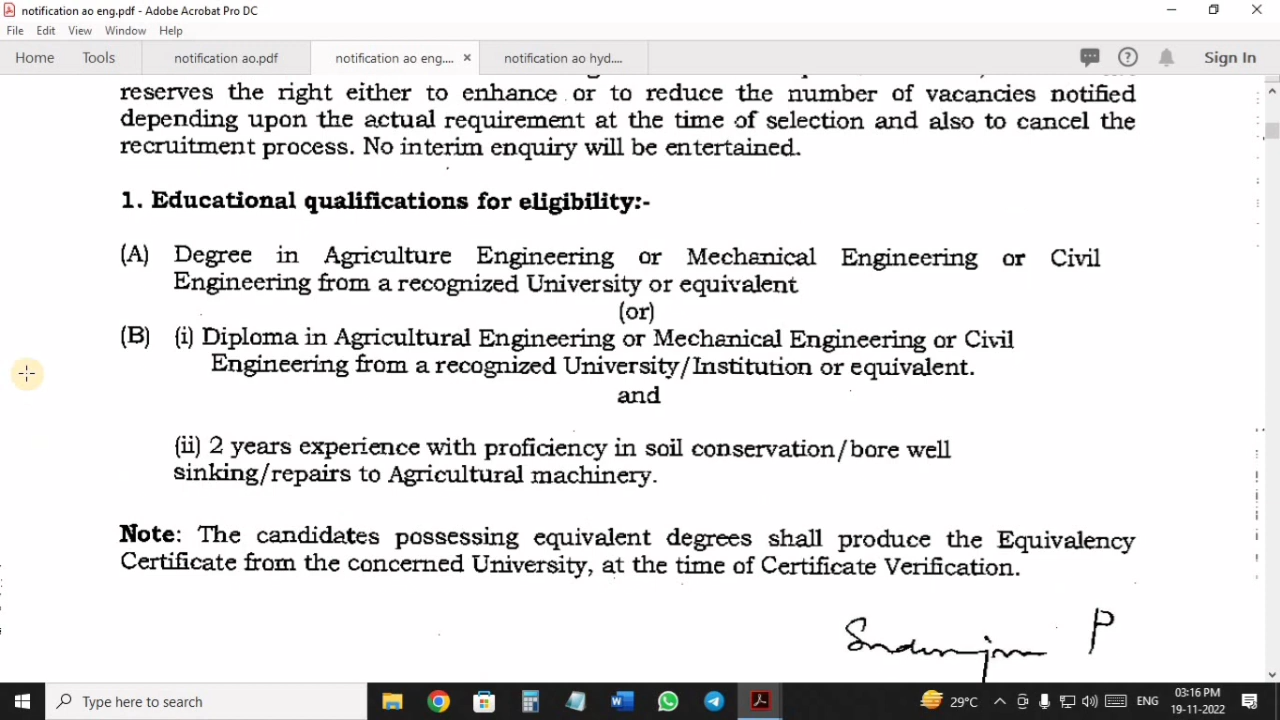 notification ao eng.pdf - Adobe Acrobat Pro DC
File Edit View Window Help
Home Tools notification ao.pdf notification ao eng.... × notification ao hyd.... Sign In
reserves the right either to enhance or to reduce the number of vacancies notified
depending upon the actual requirement at the time of selection and also to cancel the
recruitment process. No interim enquiry will be entertained.
1. Educational qualifications for eligibility:-
(A) Degree in Agriculture Engineering or Mechanical Engineering or Civil
Engineering from a recognized University or equivalent
(or)
(B) (i) Diploma in Agricultural Engineering or Mechanical Engineering or Civil
Engineering from a recognized University/Institution or equivalent.
and
(ii) 2 years experience with proficiency in soil conservation/bore well
sinking/repairs to Agricultural machinery.
Note: The candidates possessing equivalent degrees shall produce the Equivalency
Certificate from the concerned University, at the time of Certificate Verification.
P
Type here to search 29°C ENG 03:16 PM
19-11-2022